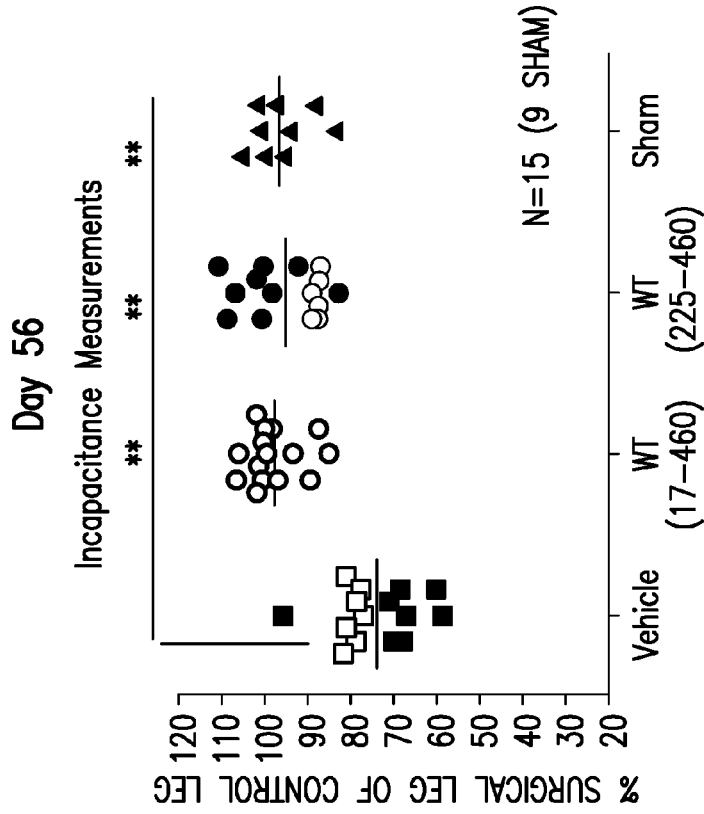 Day 56
Incapacitance Measurements
**
**
**
120
110
100
90
80
70
60
50
40
30
20
% SURGICAL LEG OF CONTROL LEG
N=15 (9 SHAM)
Vehicle
WT
(17-460)
WT
(225-460)
Sham